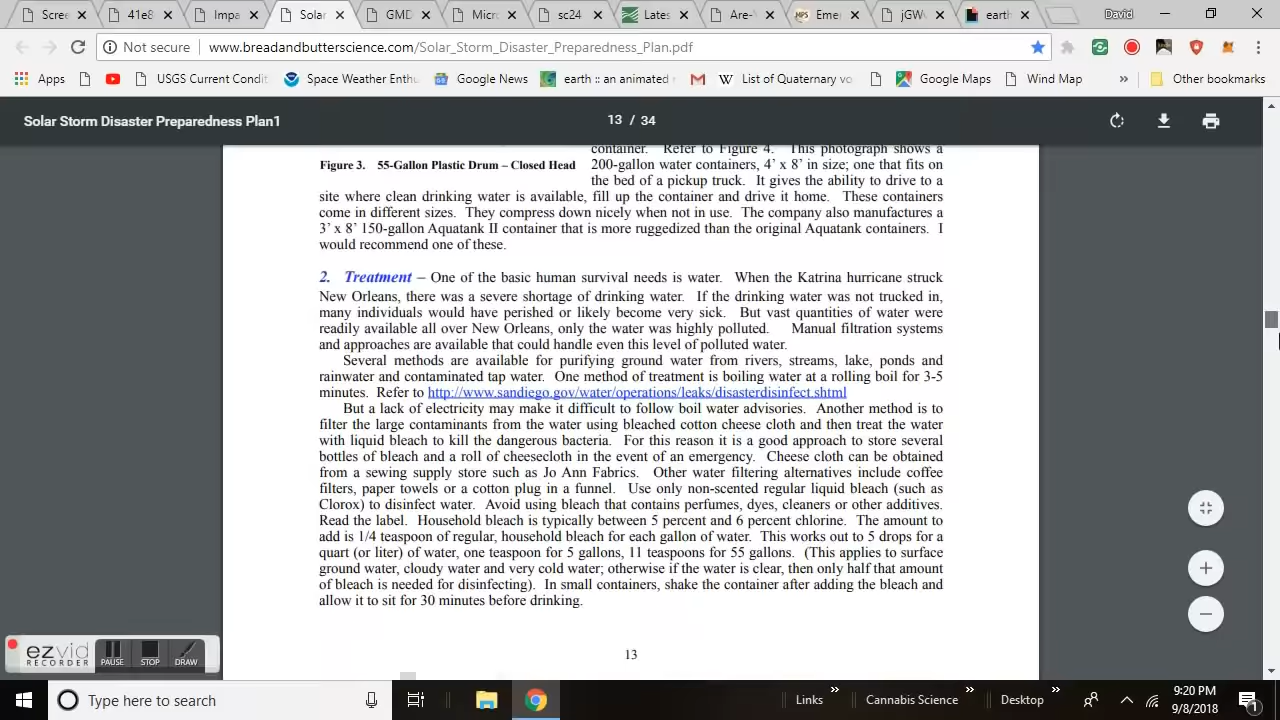 Scree
41e8
Impa
Solar
GMD
Micro
sc24
Lates
Are-
Eme
jGW
earth
David
Not secure
www.breadandbutterscience.com/Solar_Storm_Disaster_Preparedness_Plan.pdf
Apps
USGS Current Condit
Space Weather Enthu
Google News
earth :: an animated
List of Quaternary vo
Google Maps
Wind Map
»
Other bookmarks
Solar Storm Disaster Preparedness Plan1
13 / 34
container. Refer to Figure 4. This photograph shows a
Figure 3. 55-Gallon Plastic Drum – Closed Head
200-gallon water containers, 4’ x 8’ in size; one that fits on
the bed of a pickup truck. It gives the ability to drive to a
site where clean drinking water is available, fill up the container and drive it home. These containers
come in different sizes. They compress down nicely when not in use. The company also manufactures a
3’ x 8’ 150-gallon Aquatank II container that is more ruggedized than the original Aquatank containers. I
would recommend one of these.
2. Treatment – One of the basic human survival needs is water. When the Katrina hurricane struck
New Orleans, there was a severe shortage of drinking water. If the drinking water was not trucked in,
many individuals would have perished or likely become very sick. But vast quantities of water were
readily available all over New Orleans, only the water was highly polluted. Manual filtration systems
and approaches are available that could handle even this level of polluted water.
Several methods are available for purifying ground water from rivers, streams, lake, ponds and
rainwater and contaminated tap water. One method of treatment is boiling water at a rolling boil for 3-5
minutes. Refer to http://www.sandiego.gov/water/operations/leaks/disasterdisinfect.shtml
But a lack of electricity may make it difficult to follow boil water advisories. Another method is to
filter the large contaminants from the water using bleached cotton cheese cloth and then treat the water
with liquid bleach to kill the dangerous bacteria. For this reason it is a good approach to store several
bottles of bleach and a roll of cheesecloth in the event of an emergency. Cheese cloth can be obtained
from a sewing supply store such as Jo Ann Fabrics. Other water filtering alternatives include coffee
filters, paper towels or a cotton plug in a funnel. Use only non-scented regular liquid bleach (such as
Clorox) to disinfect water. Avoid using bleach that contains perfumes, dyes, cleaners or other additives.
Read the label. Household bleach is typically between 5 percent and 6 percent chlorine. The amount to
add is 1/4 teaspoon of regular, household bleach for each gallon of water. This works out to 5 drops for a
quart (or liter) of water, one teaspoon for 5 gallons, 11 teaspoons for 55 gallons. (This applies to surface
ground water, cloudy water and very cold water; otherwise if the water is clear, then only half that amount
of bleach is needed for disinfecting). In small containers, shake the container after adding the bleach and
allow it to sit for 30 minutes before drinking.
13
ezvid
RECORDER
PAUSE
STOP
DRAW
Type here to search
Links »
Cannabis Science »
Desktop »
9:20 PM
9/8/2018
1